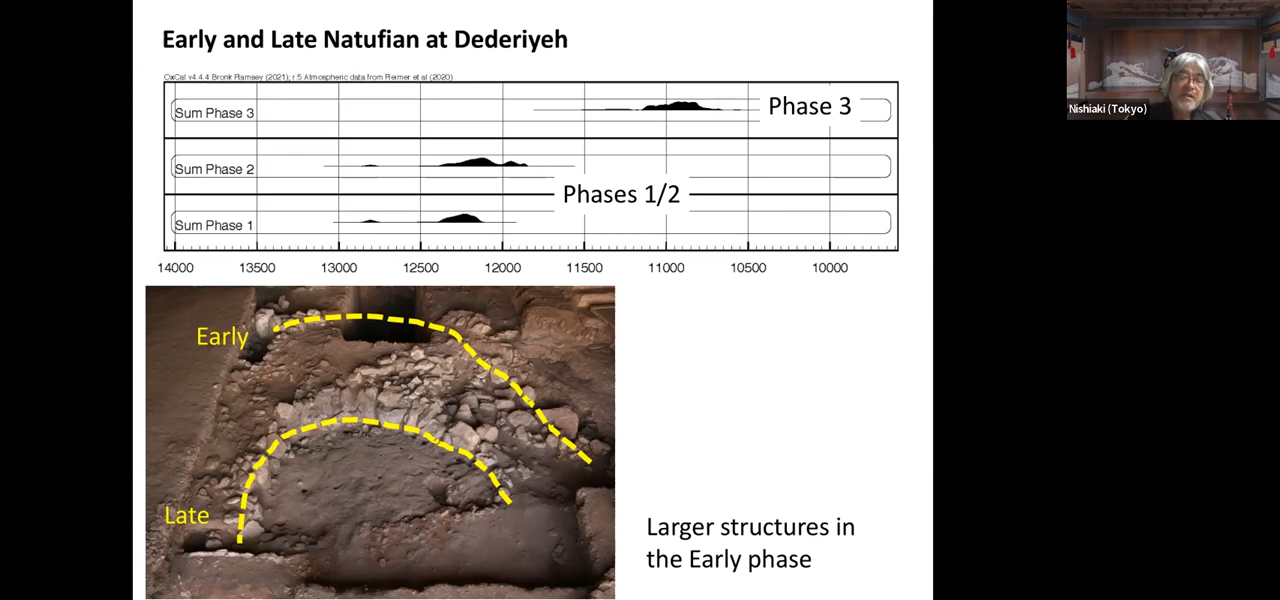 Early and Late Natufian at Dederiyeh
OxCal v4.4.4 Bronk Ramsey (2021); r:5 Atmospheric data from Reimer et al (2020)
Sum Phase 3
Phase 3
Sum Phase 2
Phases 1/2
Sum Phase 1
14000 13500 13000 12500 12000 11500 11000 10500 10000
Early
Late
Larger structures in
the Early phase
Nishiaki (Tokyo)